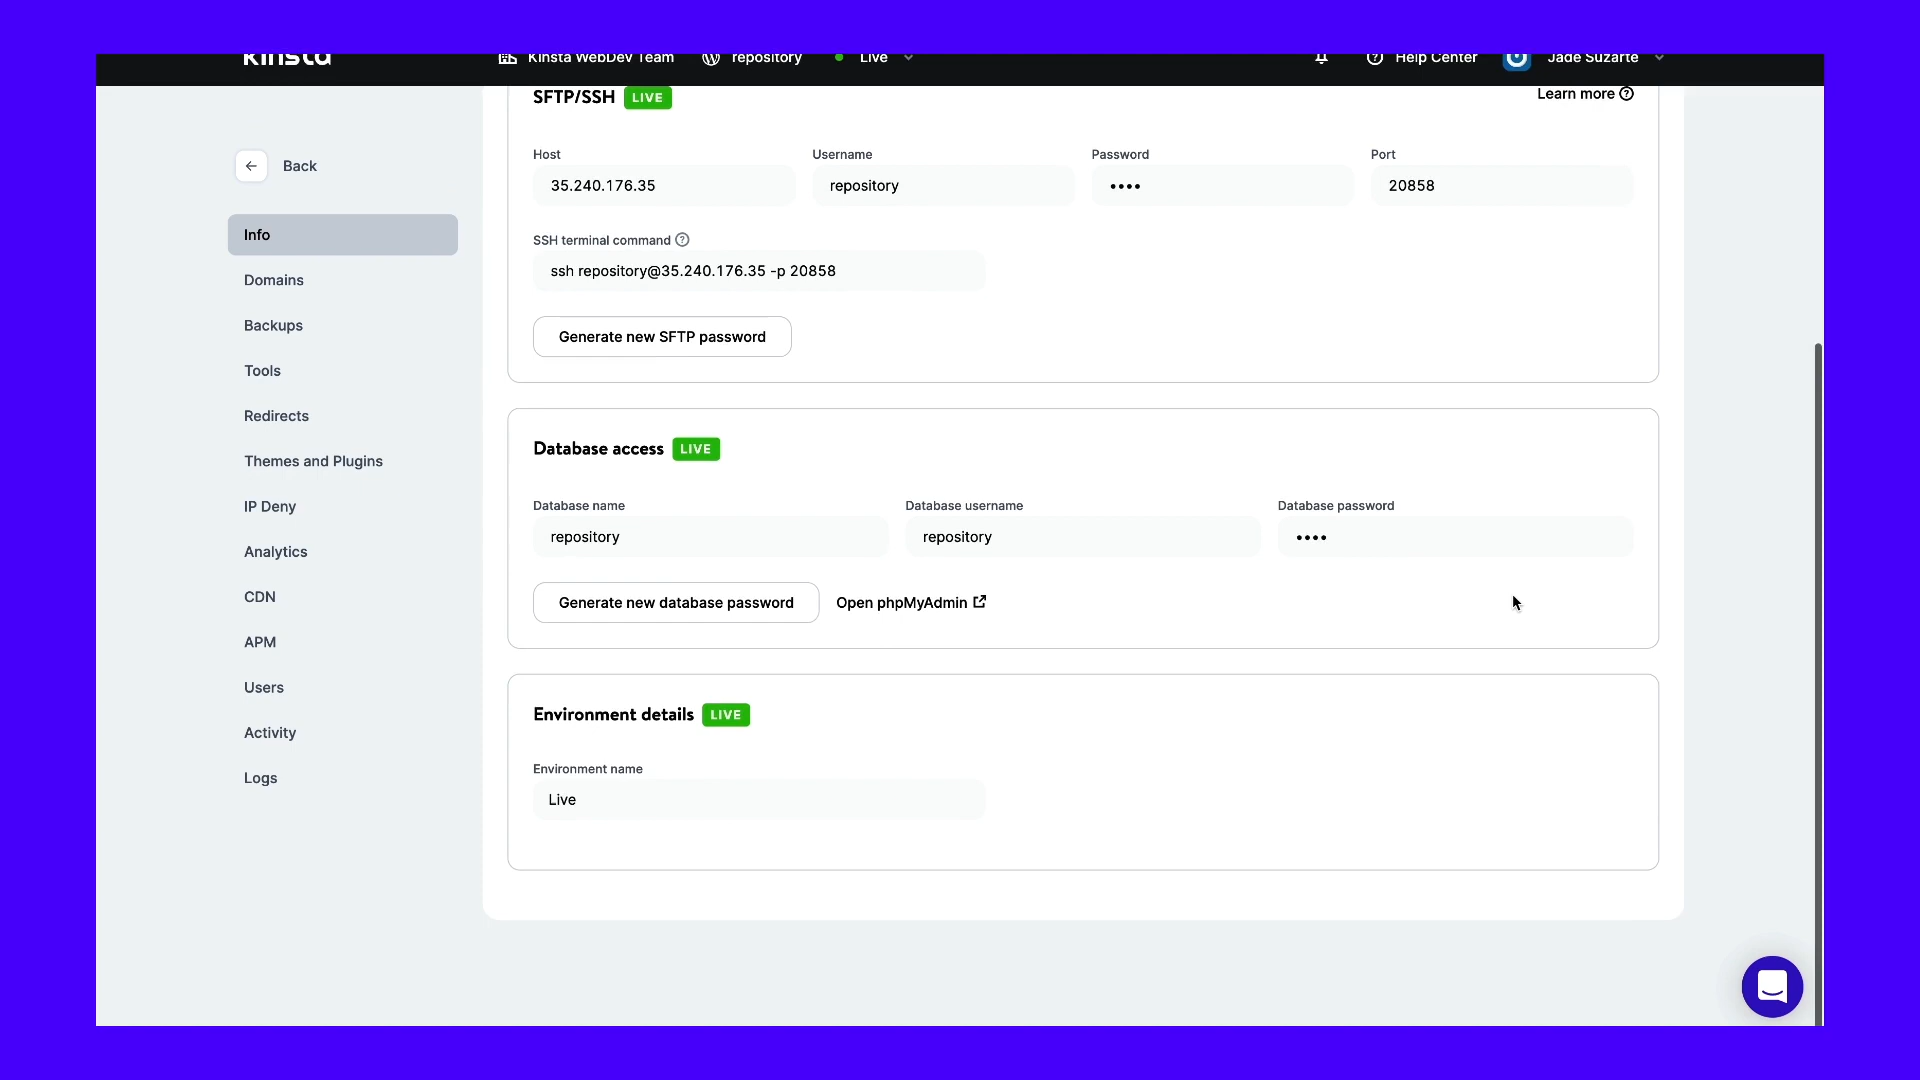 Kinsta
Kinsta WebDev Team repository Live Help Center Jade Suzarte
SFTP/SSH LIVE Learn more
Host Username Password Port
35.240.176.35 repository •••• 20858
SSH terminal command
ssh repository@35.240.176.35 -p 20858
Generate new SFTP password
Back
Info
Domains
Backups
Tools
Redirects
Themes and Plugins
IP Deny
Analytics
CDN
APM
Users
Activity
Logs
Database access LIVE
Database name Database username Database password
repository repository ••••
Generate new database password Open phpMyAdmin
Environment details LIVE
Environment name
Live